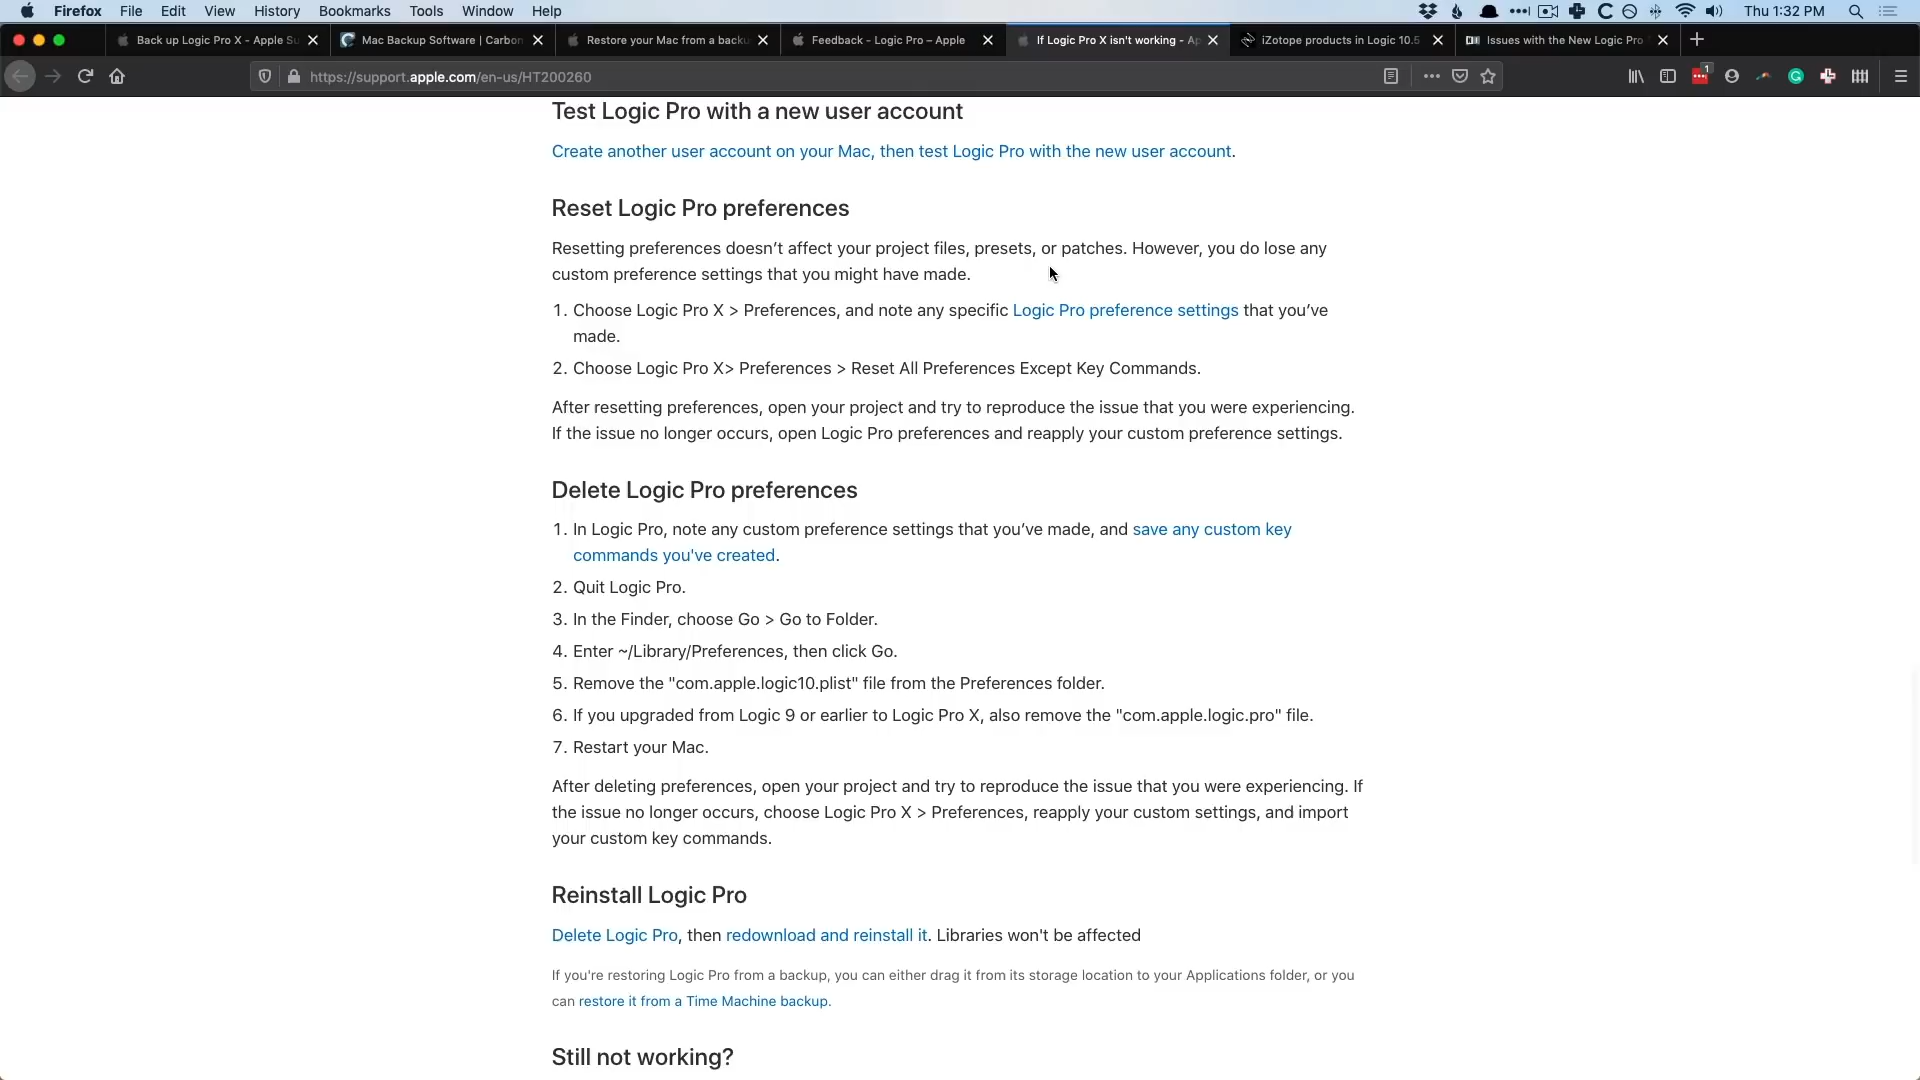 Firefox File Edit View History Bookmarks Tools Window Help Thu 1:32 PM
Back up Logic Pro X - Apple Su
Mac Backup Software | Carbon
Restore your Mac from a backu
Feedback - Logic Pro – Apple
If Logic Pro X isn't working - Ap
iZotope products in Logic 10.5
Issues with the New Logic Pro
https://support.apple.com/en-us/HT200260
1
Test Logic Pro with a new user account
Create another user account on your Mac, then test Logic Pro with the new user account.
Reset Logic Pro preferences
Resetting preferences doesn’t affect your project files, presets, or patches. However, you do lose any
custom preference settings that you might have made.
1. Choose Logic Pro X > Preferences, and note any specific Logic Pro preference settings that you’ve
made.
2. Choose Logic Pro X> Preferences > Reset All Preferences Except Key Commands.
After resetting preferences, open your project and try to reproduce the issue that you were experiencing.
If the issue no longer occurs, open Logic Pro preferences and reapply your custom preference settings.
Delete Logic Pro preferences
1. In Logic Pro, note any custom preference settings that you’ve made, and save any custom key
commands you've created.
2. Quit Logic Pro.
3. In the Finder, choose Go > Go to Folder.
4. Enter ~/Library/Preferences, then click Go.
5. Remove the "com.apple.logic10.plist" file from the Preferences folder.
6. If you upgraded from Logic 9 or earlier to Logic Pro X, also remove the "com.apple.logic.pro" file.
7. Restart your Mac.
After deleting preferences, open your project and try to reproduce the issue that you were experiencing. If
the issue no longer occurs, choose Logic Pro X > Preferences, reapply your custom settings, and import
your custom key commands.
Reinstall Logic Pro
Delete Logic Pro, then redownload and reinstall it. Libraries won't be affected
If you're restoring Logic Pro from a backup, you can either drag it from its storage location to your Applications folder, or you
can restore it from a Time Machine backup.
Still not working?